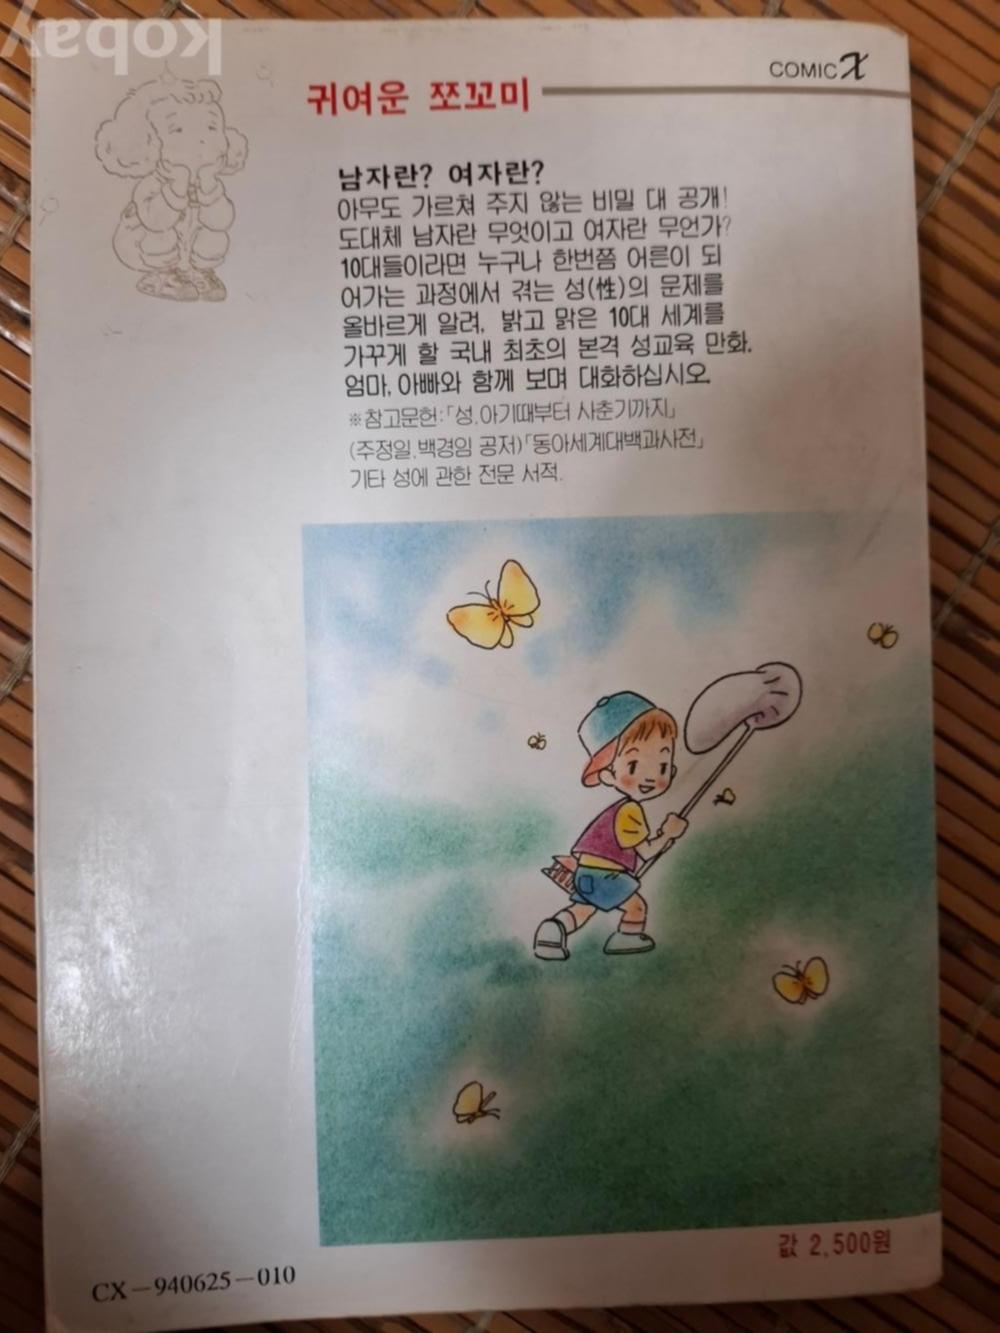 kobay
COMIC X
귀여운 쪼꼬미
남자란? 여자란?
아무도 가르쳐 주지 않는 비밀 대 공개!
도대체 남자란 무엇이고 여자란 무언가?
10대들이라면 누구나 한번쯤 어른이 되
어가는 과정에서 겪는 성(性)의 문제를
올바르게 알려, 밝고 맑은 10대 세계를
가꾸게 할 국내 최초의 본격 성교육 만화.
엄마, 아빠와 함께 보며 대화하십시오.
※참고문헌:「성.아기때부터 사춘기까지」
(주정일.백경임 공저)「동아세계대백과사전」
기타 성에 관한 전문 서적.
값 2,500원
CX-940625-010